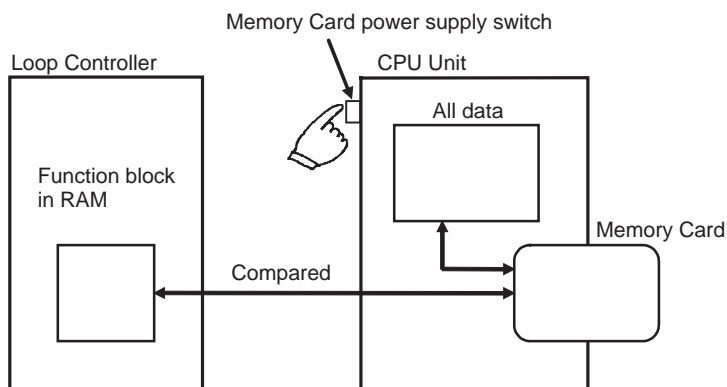 Memory Card power supply switch
Loop Controller
CPU Unit
All data
Function block
in RAM
Memory Card
Compared